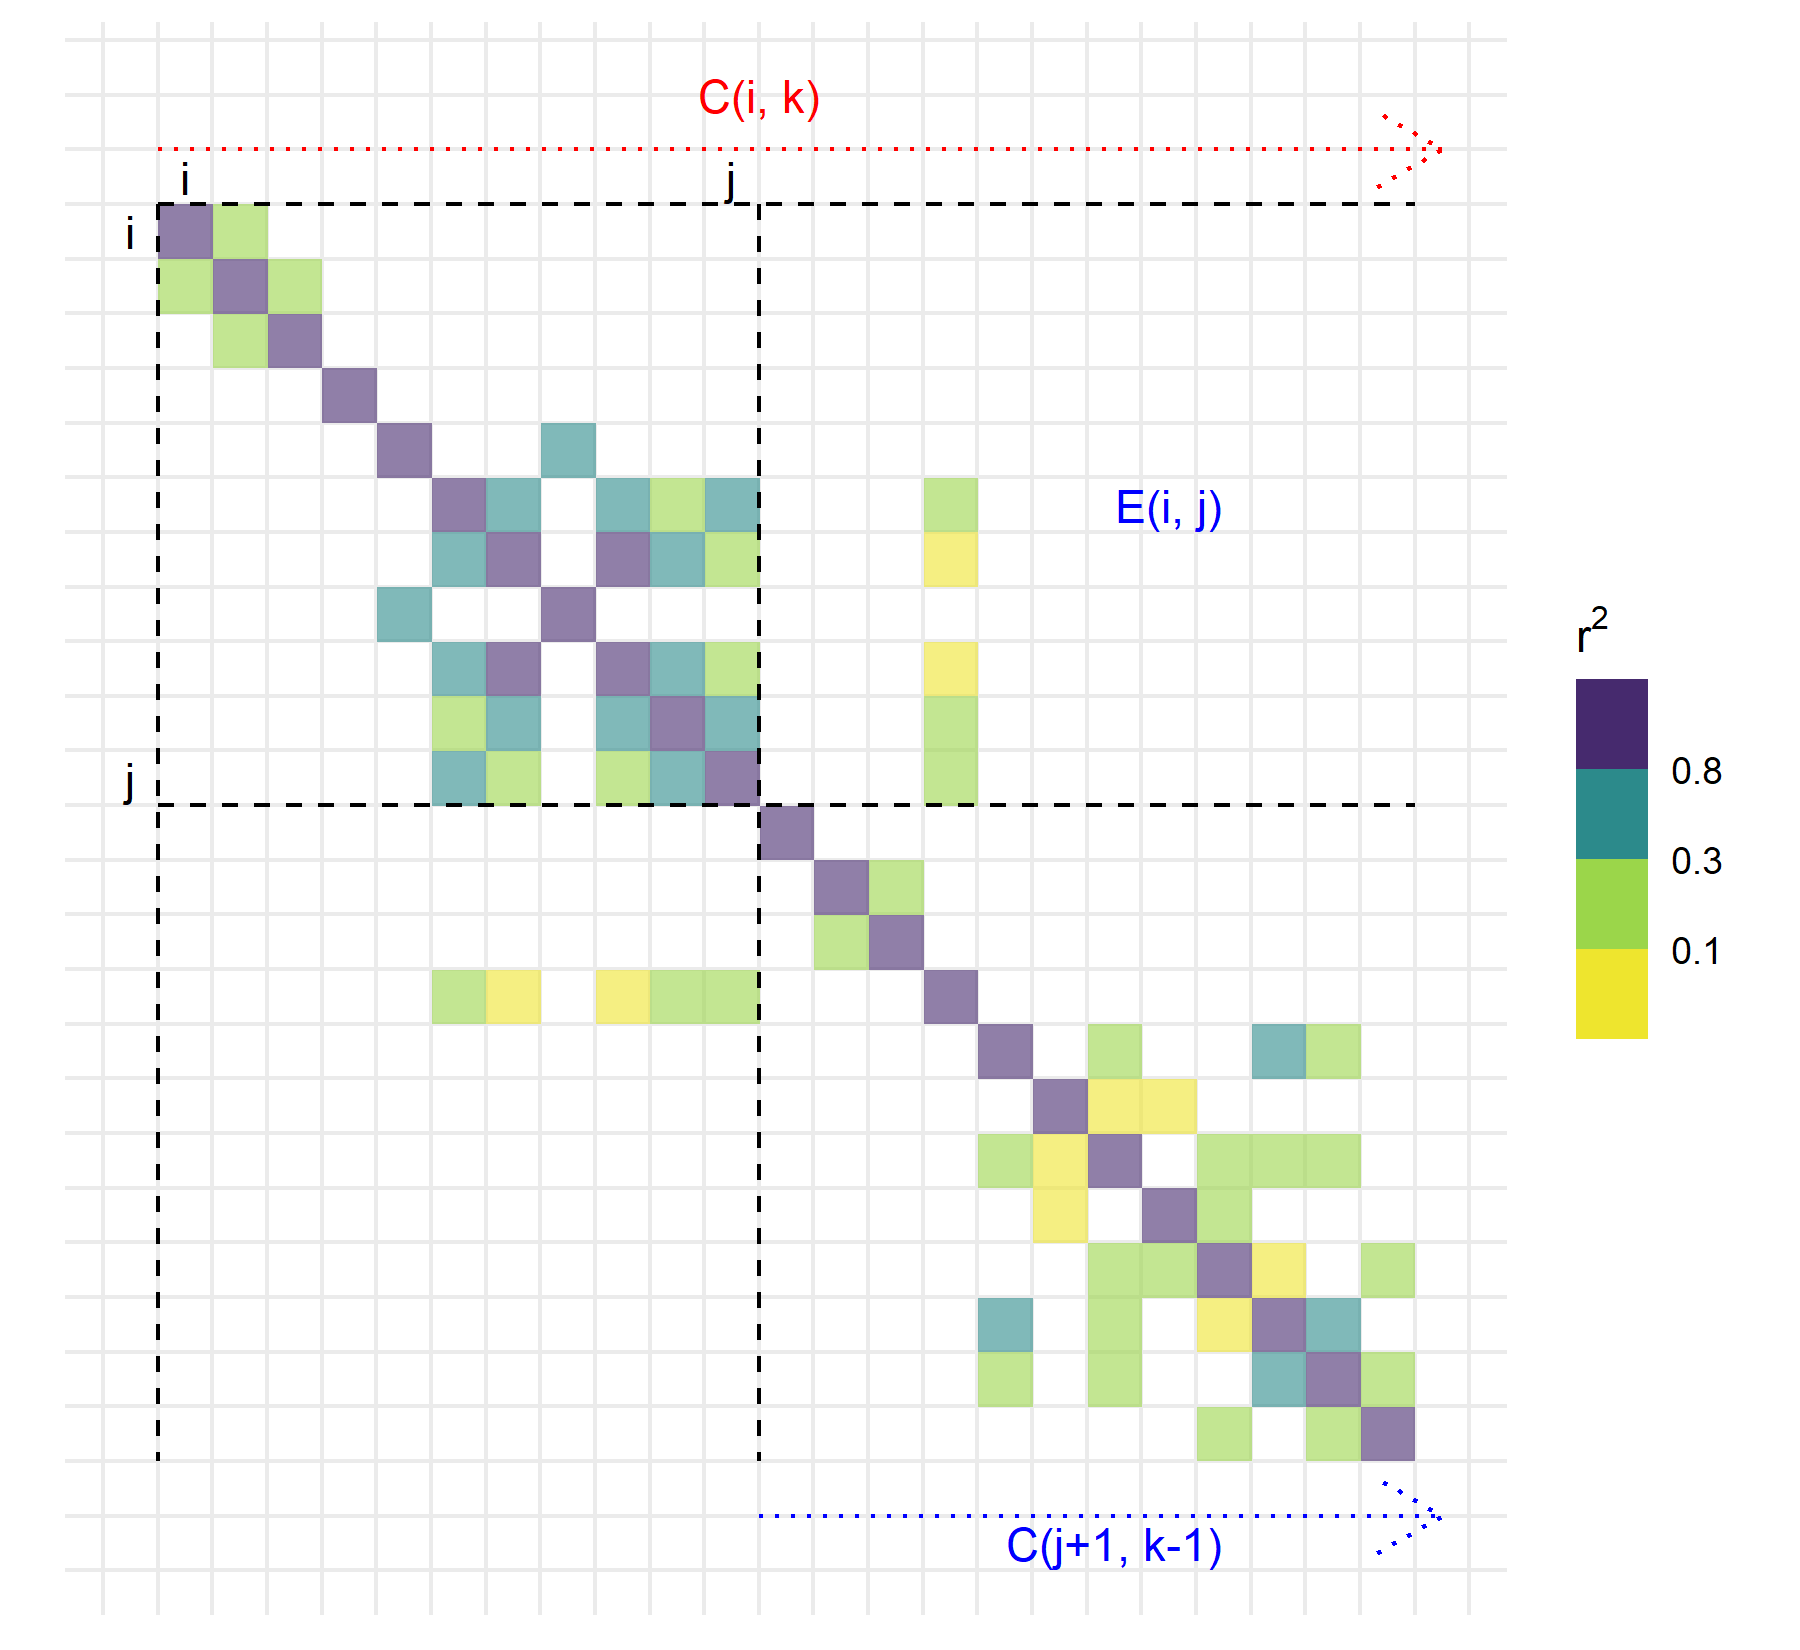 C(i, k)
i
j
i
E(i, j)
r²
0.8
j
0.3
0.1
C(j+1, k-1)